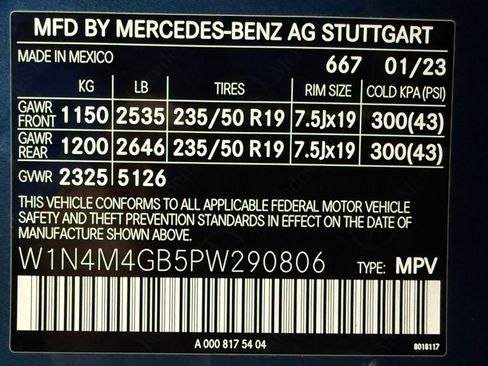 MFD BY MERCEDES-BENZ AG STUTTGART
MADE IN MEXICO 667 01/23
KG LB TIRES RIM SIZE COLD KPA (PSI)
GAWR FRONT 1150 2535 235/50 R19 7.5Jx19 300(43)
GAWR REAR 1200 2646 235/50 R19 7.5Jx19 300(43)
GVWR 2325 5126
THIS VEHICLE CONFORMS TO ALL APPLICABLE FEDERAL MOTOR VEHICLE
SAFETY AND THEFT PREVENTION STANDARDS IN EFFECT ON THE DATE OF
MANUFACTURE SHOWN ABOVE.
W1N4M4GB5PW290806 TYPE: MPV
A 000 817 54 04 8018117